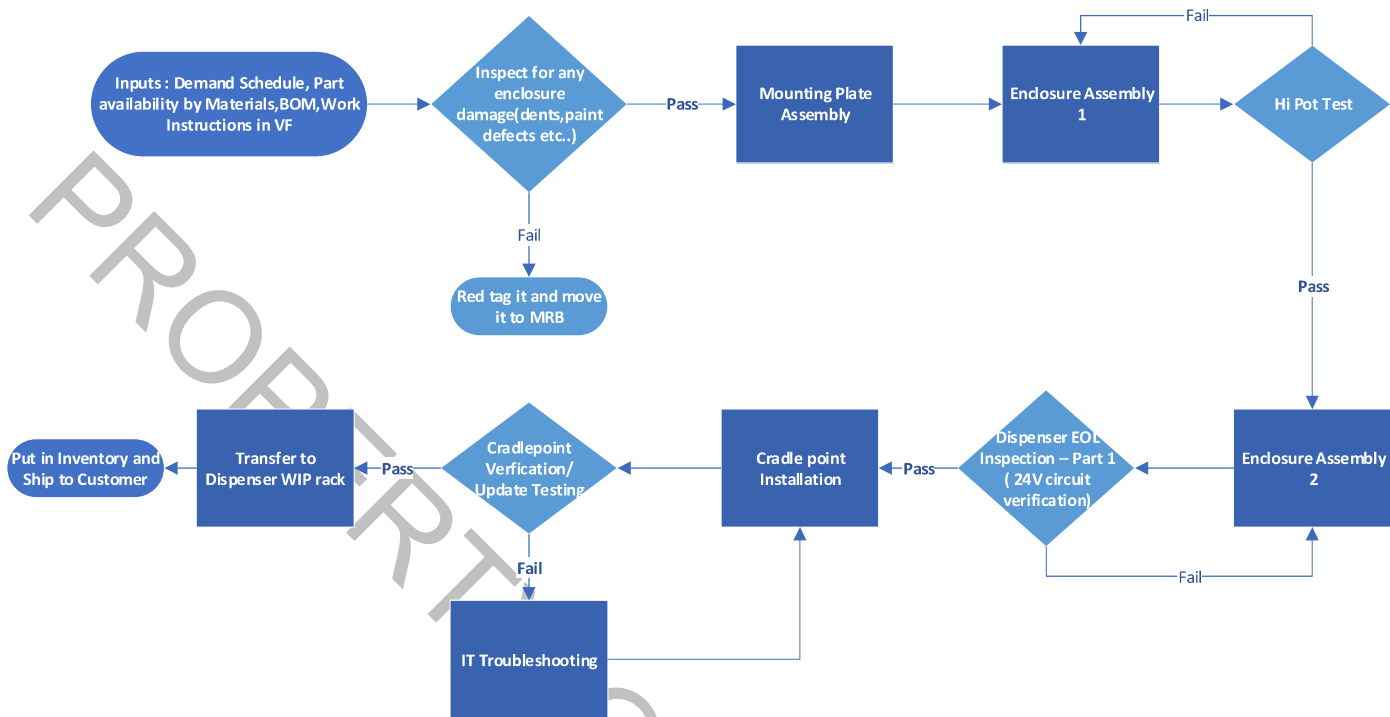 Inputs : Demand Schedule, Part
availability by Materials,BOM,Work
Instructions in VF
Inspect for any
enclosure
damage(dents,paint
defects etc..)
Pass
Mounting Plate
Assembly
Enclosure Assembly
1
Fail
Hi Pot Test
Fail
Red tag it and move
it to MRB
Pass
Enclosure Assembly
2
Dispenser EOL
Inspection – Part 1
( 24V circuit
verification)
Fail
Pass
Cradle point
Installation
Cradlepoint
Verfication/
Update Testing
Pass
Transfer to
Dispenser WIP rack
Put in Inventory and
Ship to Customer
Fail
IT Troubleshooting